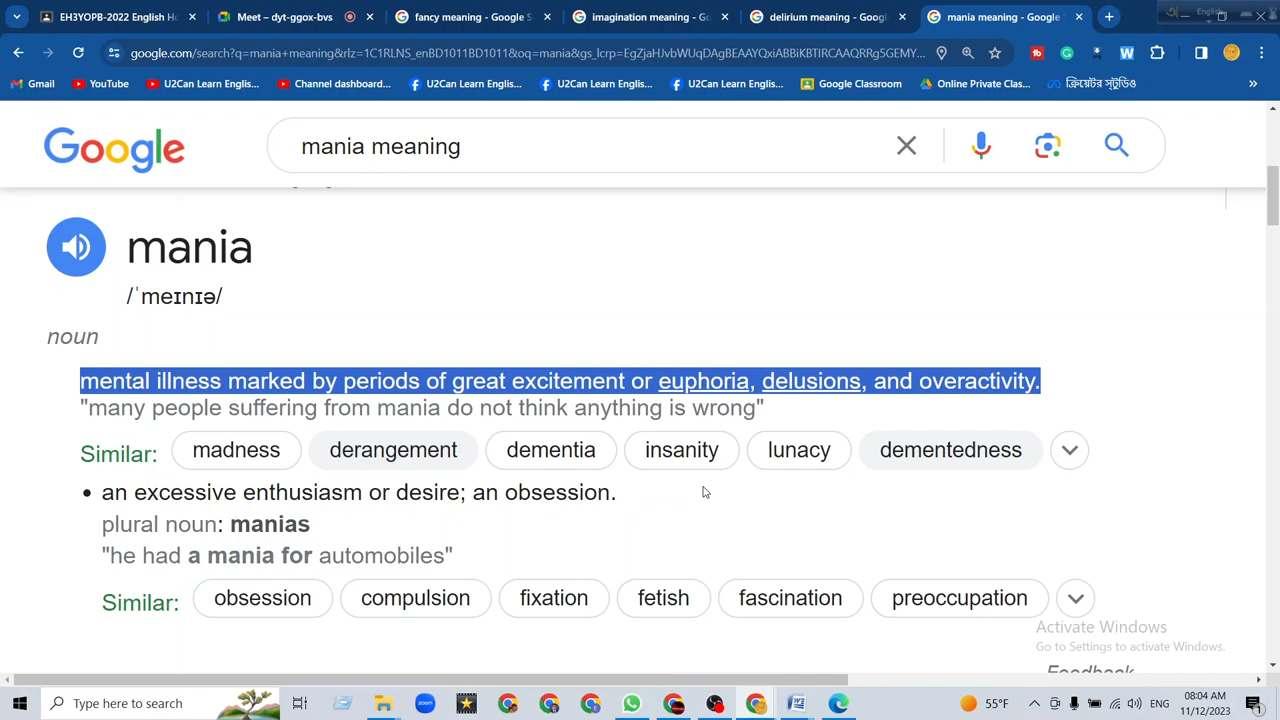 EH3YOPB-2022 English Ho
Meet – dyt-ggox-bvs
fancy meaning - Google S
imagination meaning - Go
delirium meaning - Googl
mania meaning - Google
English
google.com/search?q=mania+meaning&rlz=1C1RLNS_enBD1011BD1011&oq=mania&gs_lcrp=EgZjaHJvbWUqDAgBEAAYQxiABBiKBTIRCAAQRRg5GEMY...
Gmail
YouTube
U2Can Learn Englis...
Channel dashboard...
U2Can Learn Englis...
U2Can Learn Englis...
U2Can Learn Englis...
Google Classroom
Online Private Clas...
ক্রিয়েটর স্টুডিও
»
Google
mania meaning
mania
/ˈmeɪnɪə/
noun
mental illness marked by periods of great excitement or euphoria, delusions, and overactivity.
"many people suffering from mania do not think anything is wrong"
Similar: madness derangement dementia insanity lunacy dementedness
• an excessive enthusiasm or desire; an obsession.
plural noun: manias
"he had a mania for automobiles"
Similar: obsession compulsion fixation fetish fascination preoccupation
Activate Windows
Go to Settings to activate Windows.
Feedback
Type here to search
55°F
ENG
08:04 AM
11/12/2023
1